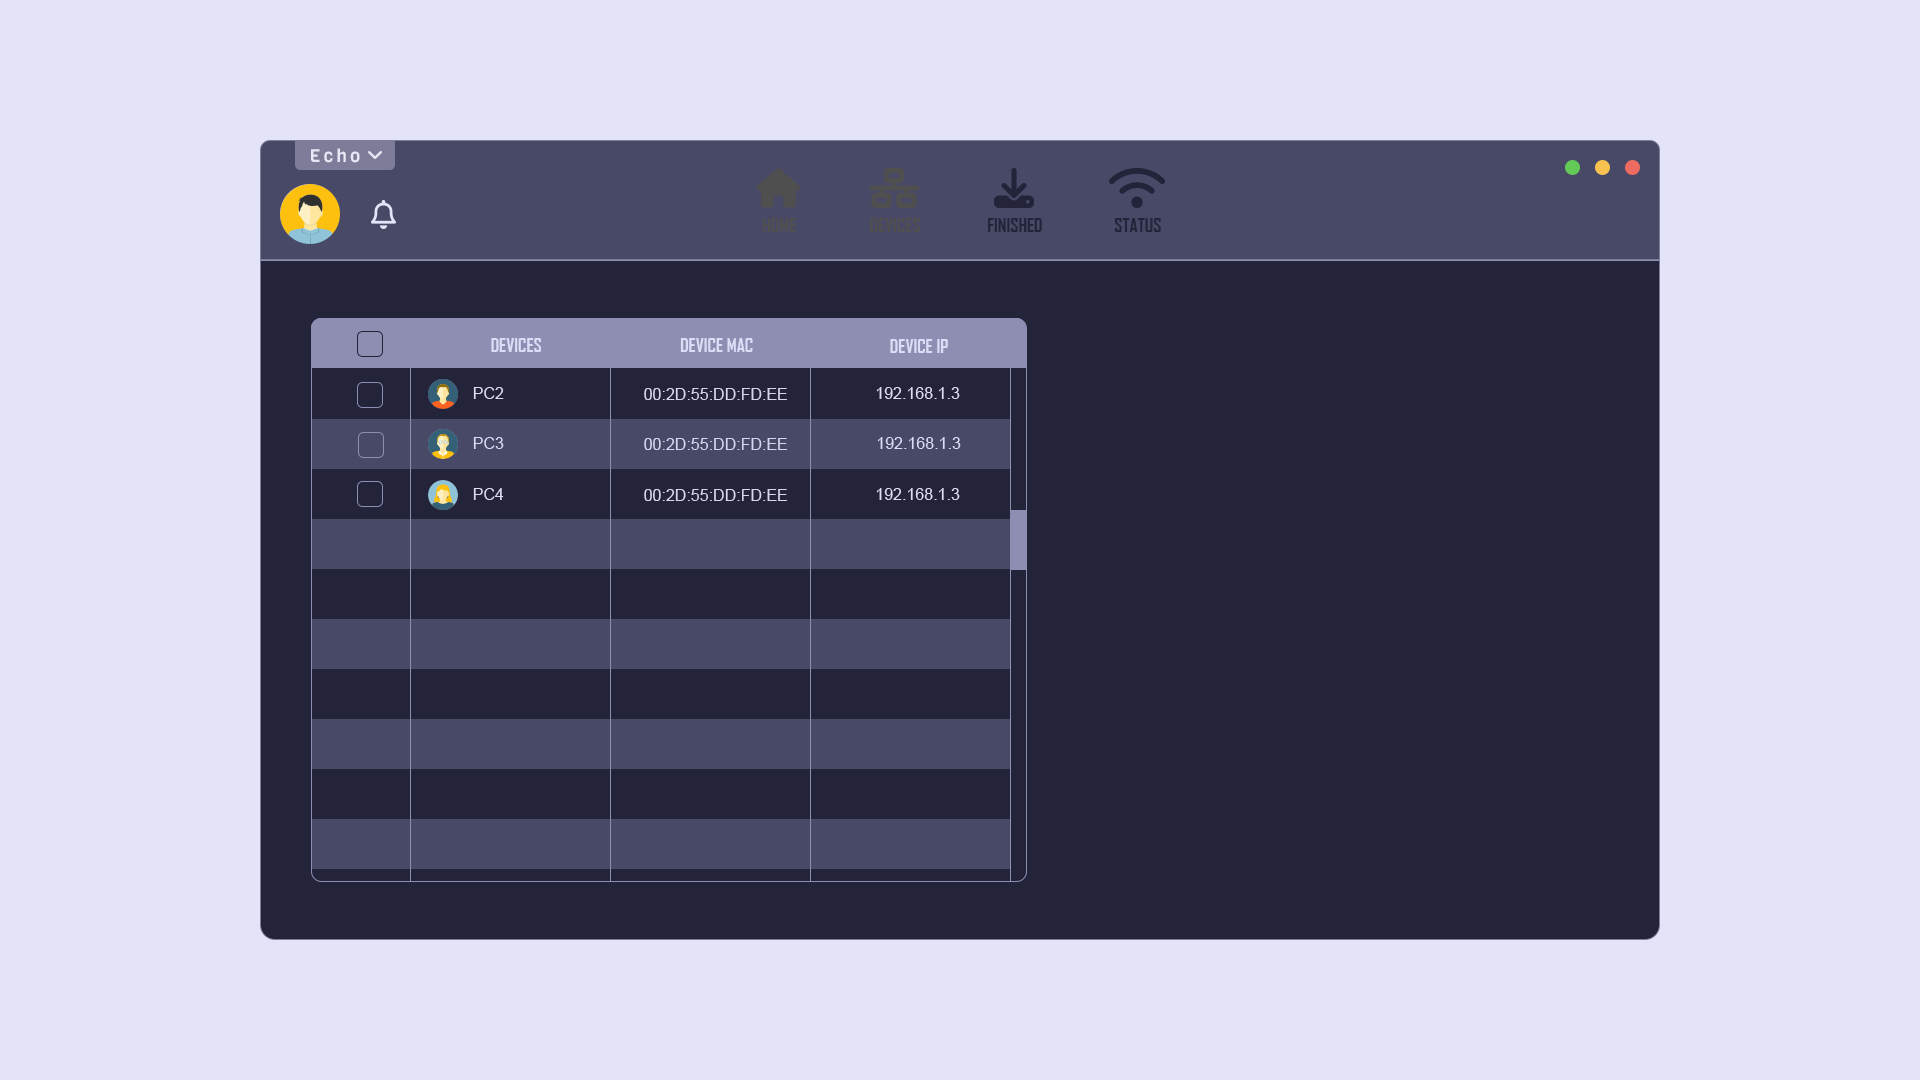 Echo
HOME DEVICES FINISHED STATUS
DEVICES DEVICE MAC DEVICE IP
PC2 00:2D:55:DD:FD:EE 192.168.1.3
PC3 00:2D:55:DD:FD:EE 192.168.1.3
PC4 00:2D:55:DD:FD:EE 192.168.1.3